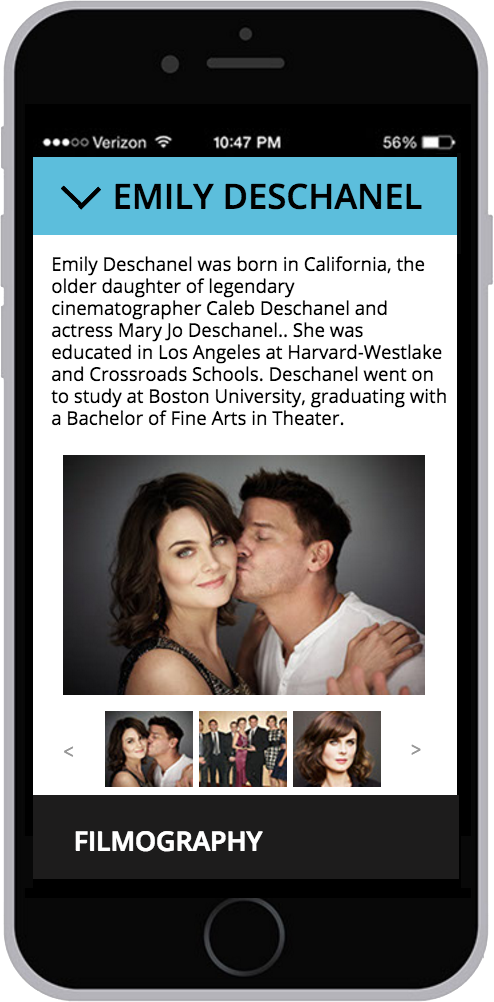 Verizon 10:47 PM 56%
EMILY DESCHANEL
Emily Deschanel was born in California, the
older daughter of legendary
cinematographer Caleb Deschanel and
actress Mary Jo Deschanel.. She was
educated in Los Angeles at Harvard-Westlake
and Crossroads Schools. Deschanel went on
to study at Boston University, graduating with
a Bachelor of Fine Arts in Theater.
< >
FILMOGRAPHY